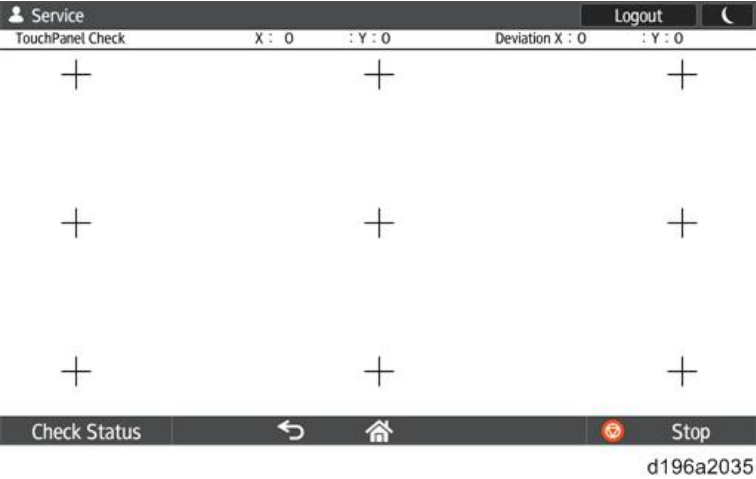 Service Logout
TouchPanel Check X : 0 : Y : 0 Deviation X : 0 : Y : 0
Check Status Stop
d196a2035